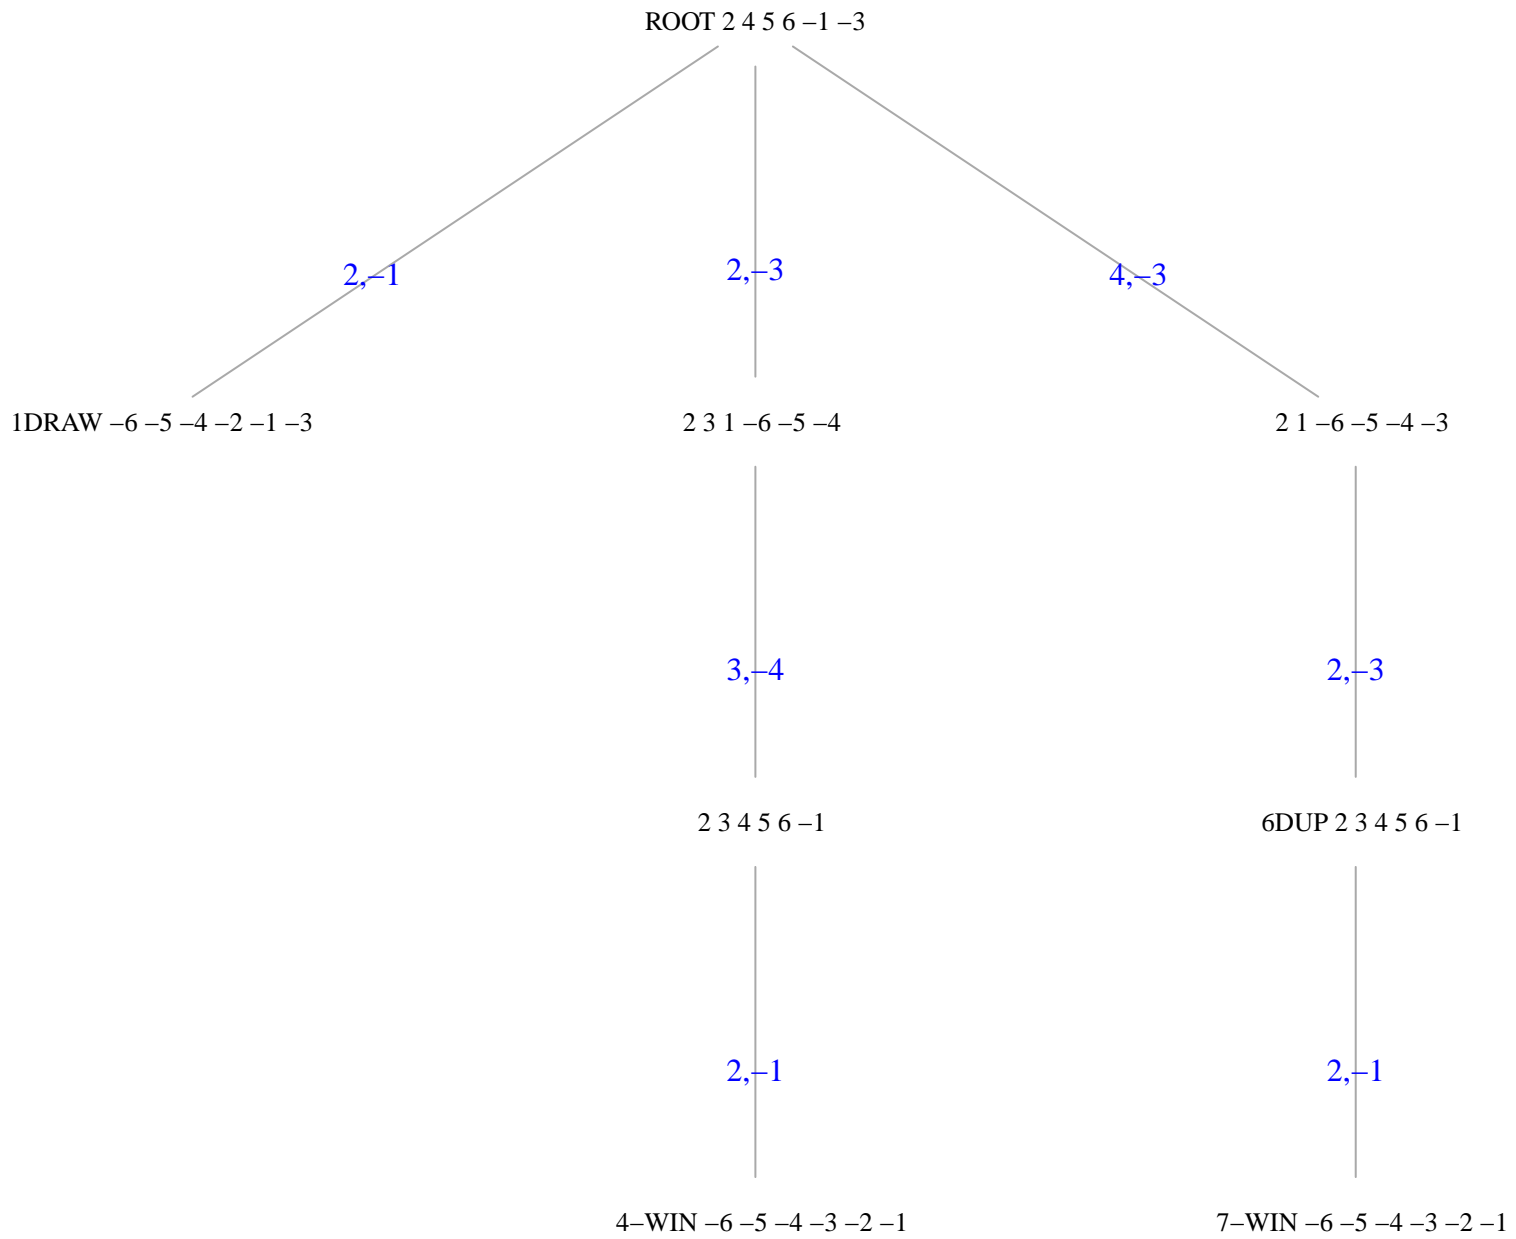 ROOT 2 4 5 6 –1 –3
2,–1
2,–3
4,–3
1DRAW –6 –5 –4 –2 –1 –3
2 3 1 –6 –5 –4
2 1 –6 –5 –4 –3
3,–4
2,–3
2 3 4 5 6 –1
6DUP 2 3 4 5 6 –1
2,–1
2,–1
4–WIN –6 –5 –4 –3 –2 –1
7–WIN –6 –5 –4 –3 –2 –1